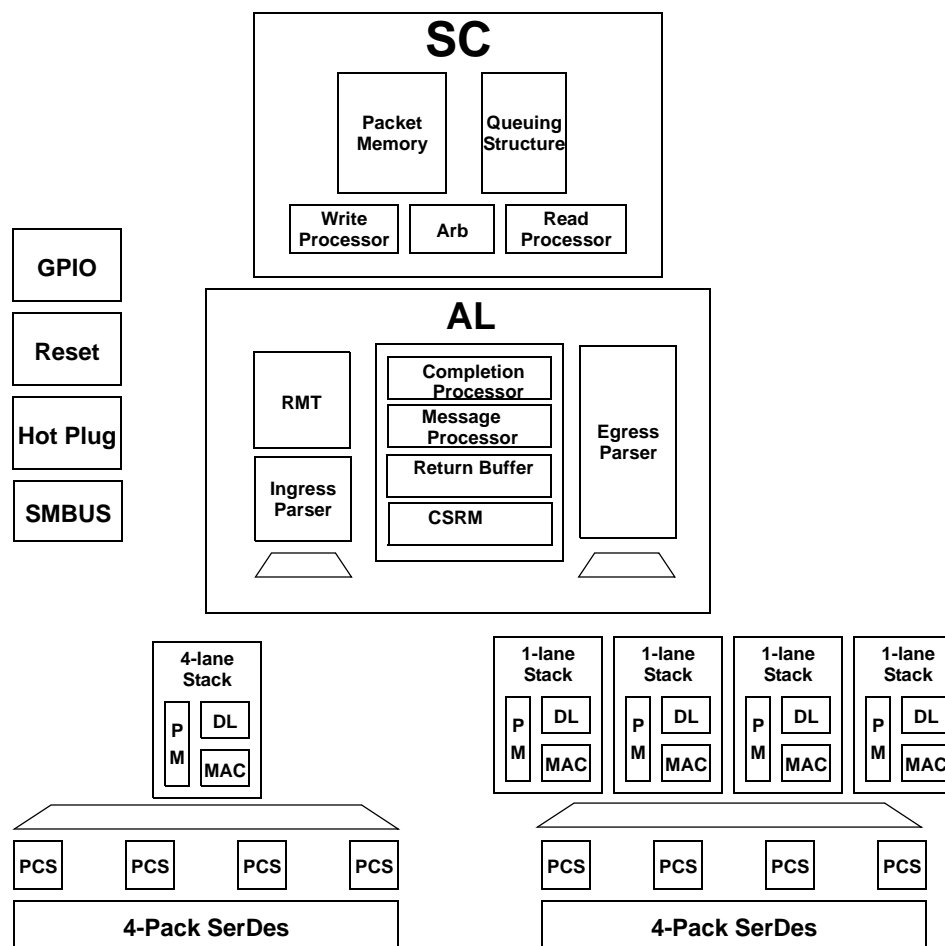 SC
Packet
Memory
Queuing
Structure
Write
Processor
Arb
Read
Processor
GPIO
Reset
Hot Plug
SMBUS
AL
RMT
Ingress
Parser
Completion
Processor
Message
Processor
Return Buffer
CSRM
Egress
Parser
4-lane
Stack
P
M
DL
MAC
1-lane
Stack
P
M
DL
MAC
1-lane
Stack
P
M
DL
MAC
1-lane
Stack
P
M
DL
MAC
1-lane
Stack
P
M
DL
MAC
PCS
PCS
PCS
PCS
PCS
PCS
PCS
PCS
4-Pack SerDes
4-Pack SerDes